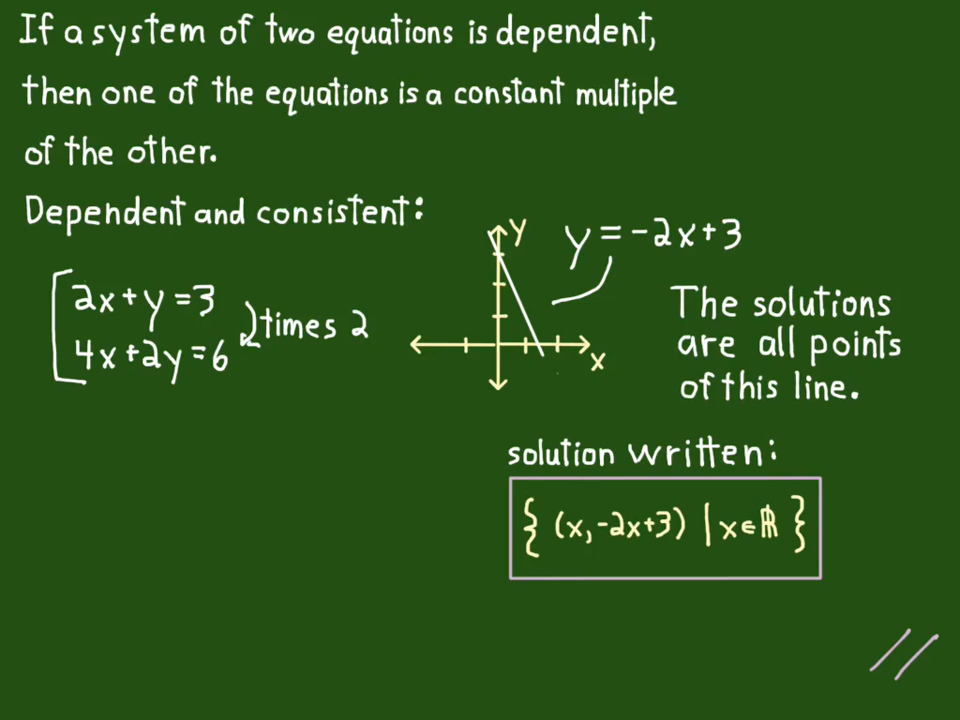 If a system of two equations is dependent,
then one of the equations is a constant multiple
of the other.
Dependent and consistent:
2x+y=3
4x+2y=6
times 2
y
x
y=-2x+3
The solutions
are all points
of this line.
solution written:
{ (x, -2x+3) | x∈ℝ }